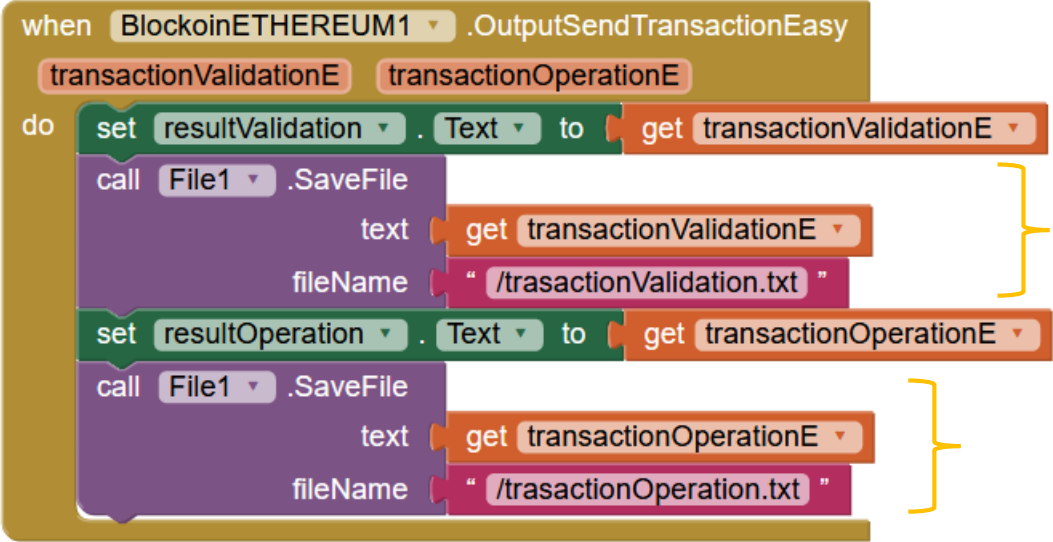 when BlockoinETHEREUM1 .OutputSendTransactionEasy
transactionValidationE transactionOperationE
do set resultValidation . Text to get transactionValidationE
call File1 .SaveFile
text get transactionValidationE
fileName “ /trasactionValidation.txt ”
set resultOperation . Text to get transactionOperationE
call File1 .SaveFile
text get transactionOperationE
fileName “ /trasactionOperation.txt ”